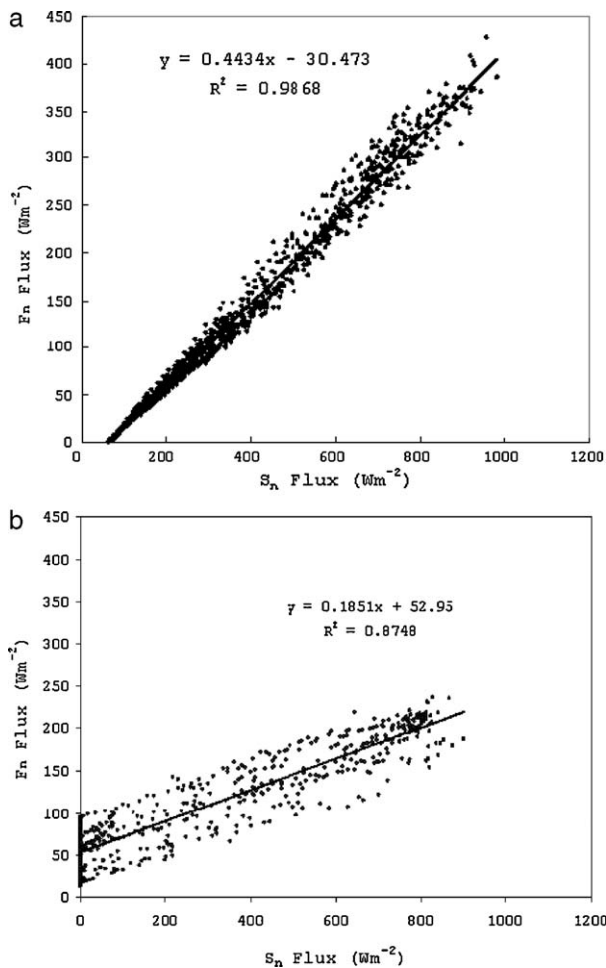 a
450
400
350
300
250
200
150
100
50
0
Fn Flux (Wm⁻²)
y = 0.4434x - 30.473
R² = 0.9868
0 200 400 600 800 1000 1200
Sₙ Flux (Wm⁻²)
b
450
400
350
300
250
200
150
100
50
0
Fn Flux (Wm⁻²)
y = 0.1851x + 52.95
R² = 0.8748
0 200 400 600 800 1000 1200
Sₙ Flux (Wm⁻²)